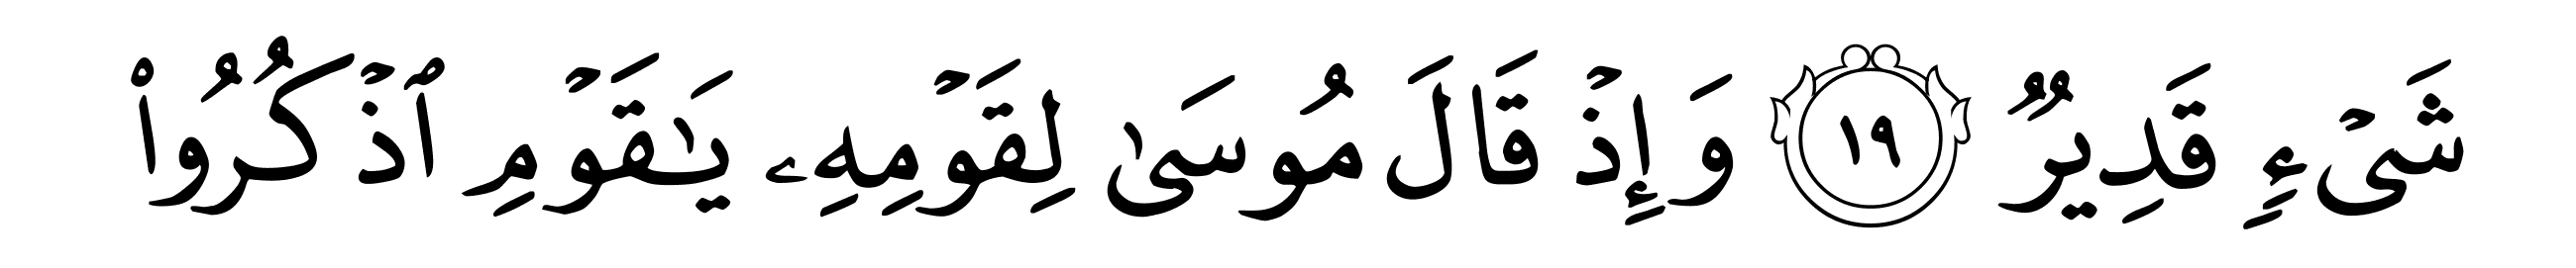 شَىْءٍۢ قَدِيرٌۭ ١٩ وَإِذْ قَالَ مُوسَىٰ لِقَوْمِهِۦ يَـٰقَوْمِ ٱذْكُرُوا۟